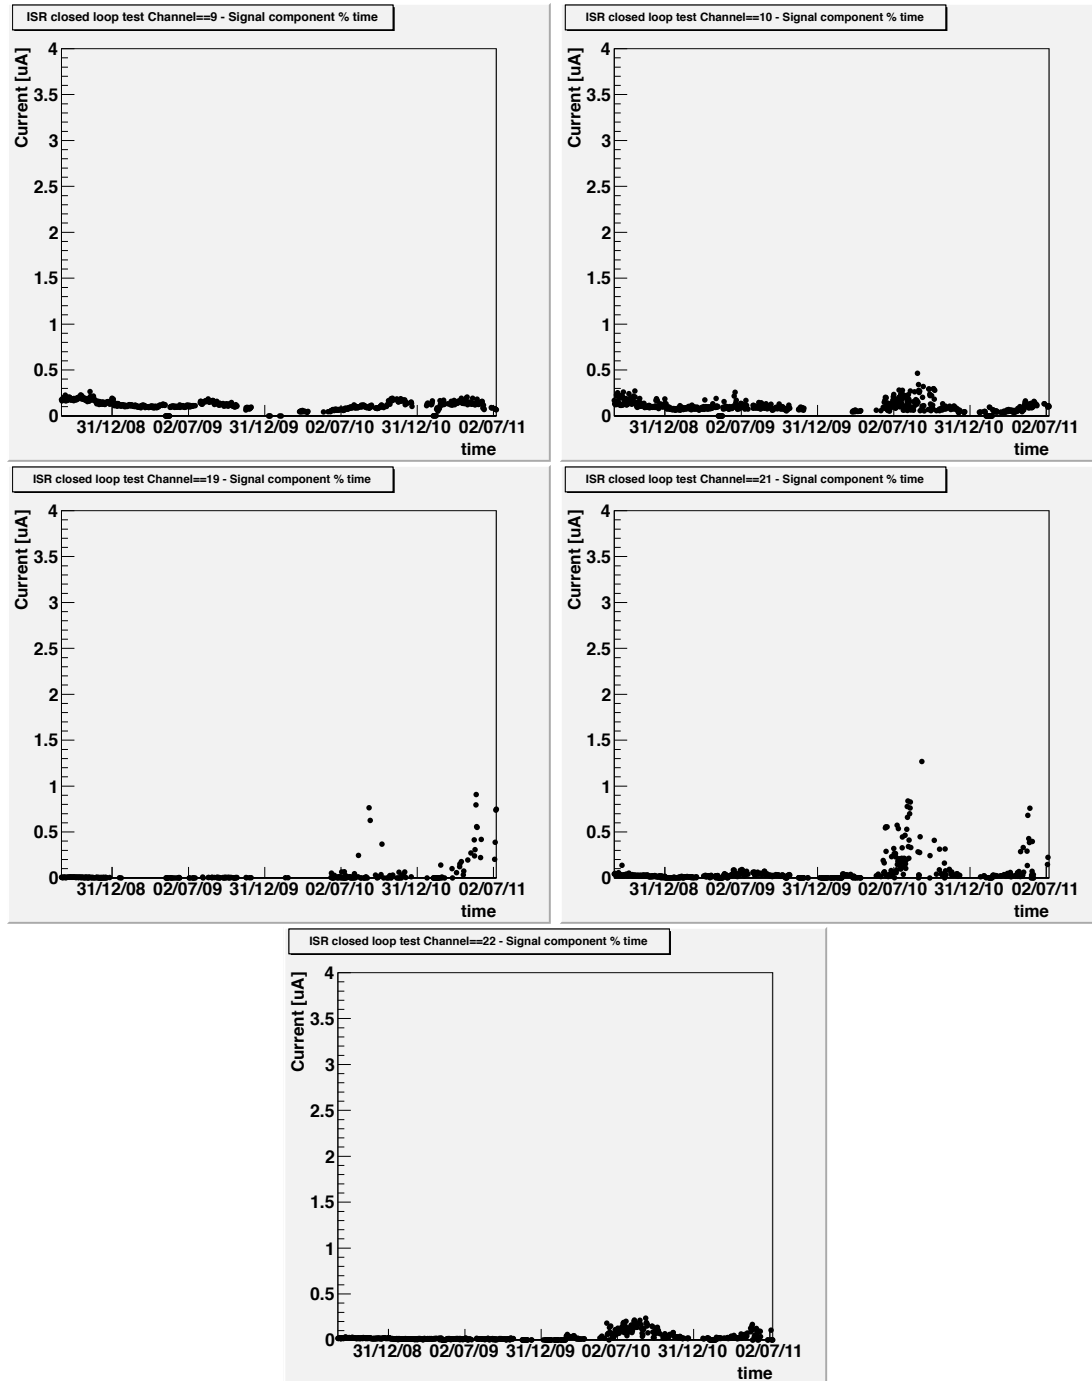 ISR closed loop test Channel==9 - Signal component % time
Current [uA]
4
3.5
3
2.5
2
1.5
1
0.5
0
31/12/08 02/07/09 31/12/09 02/07/10 31/12/10 02/07/11
time
ISR closed loop test Channel==10 - Signal component % time
Current [uA]
4
3.5
3
2.5
2
1.5
1
0.5
0
31/12/08 02/07/09 31/12/09 02/07/10 31/12/10 02/07/11
time
ISR closed loop test Channel==19 - Signal component % time
Current [uA]
4
3.5
3
2.5
2
1.5
1
0.5
0
31/12/08 02/07/09 31/12/09 02/07/10 31/12/10 02/07/11
time
ISR closed loop test Channel==21 - Signal component % time
Current [uA]
4
3.5
3
2.5
2
1.5
1
0.5
0
31/12/08 02/07/09 31/12/09 02/07/10 31/12/10 02/07/11
time
ISR closed loop test Channel==22 - Signal component % time
Current [uA]
4
3.5
3
2.5
2
1.5
1
0.5
0
31/12/08 02/07/09 31/12/09 02/07/10 31/12/10 02/07/11
time